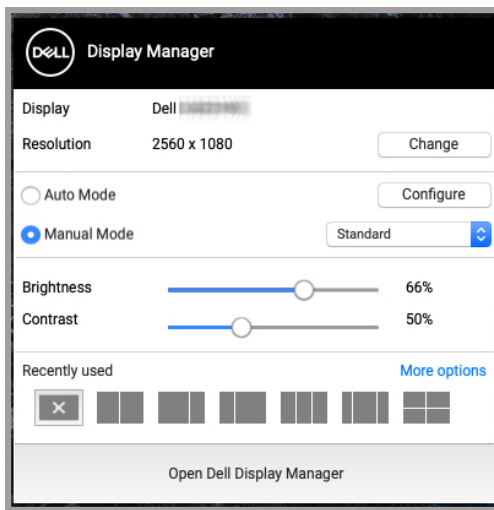 DELL Display Manager
Display Dell
Resolution 2560 x 1080 Change
Auto Mode Configure
Manual Mode Standard
Brightness 66%
Contrast 50%
Recently used More options
Open Dell Display Manager